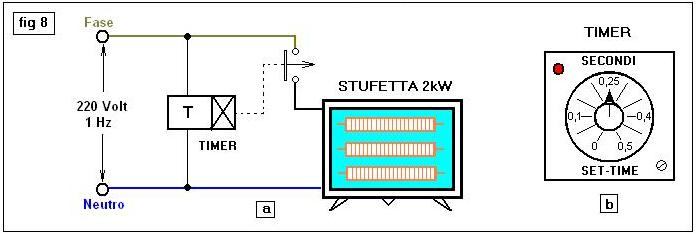 fig 8
Fase
220 Volt
1 Hz
T
TIMER
Neutro
a
STUFETTA 2kW
TIMER
SECONDI
0,25
0,1
0,4
0
0,5
SET-TIME
b